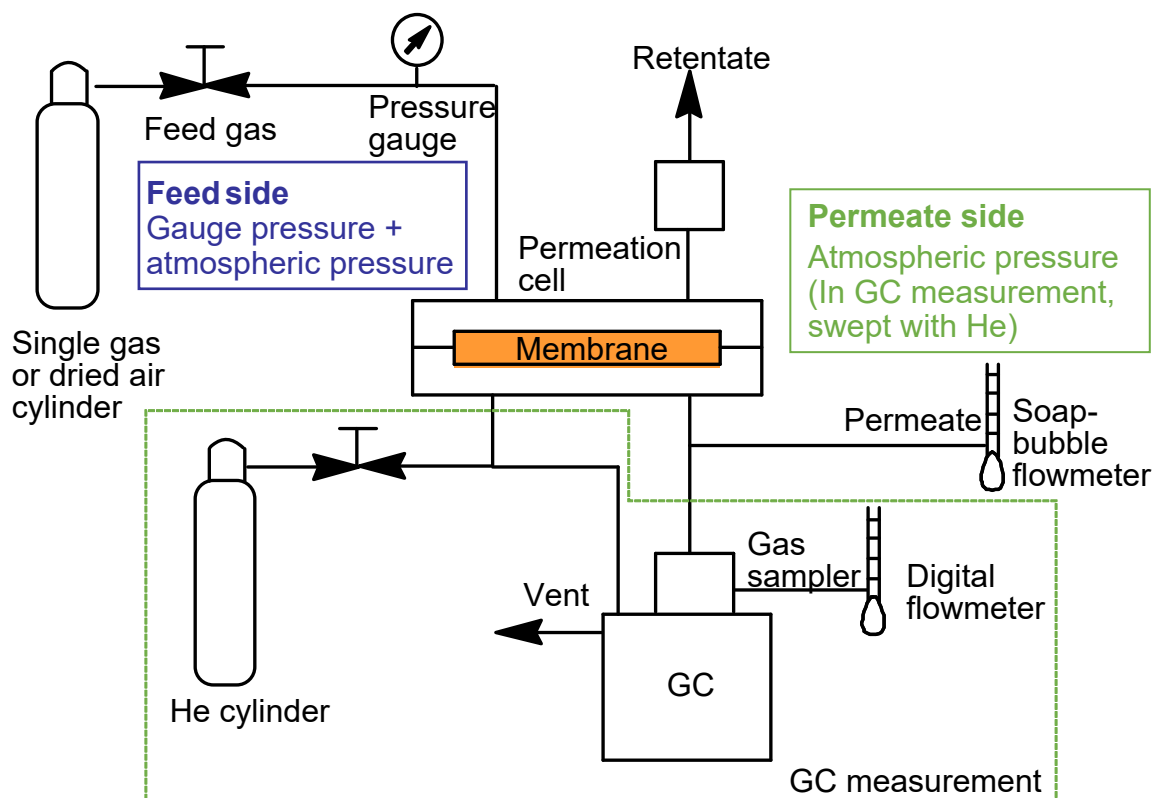 Retentate
Pressure
gauge
Feed gas
Feed side
Gauge pressure +
atmospheric pressure
Permeation
cell
Permeate side
Atmospheric pressure
(In GC measurement,
swept with He)
Single gas
or dried air
cylinder
Membrane
Permeate
Soap-
bubble
flowmeter
Gas
sampler
Digital
flowmeter
Vent
GC
He cylinder
GC measurement